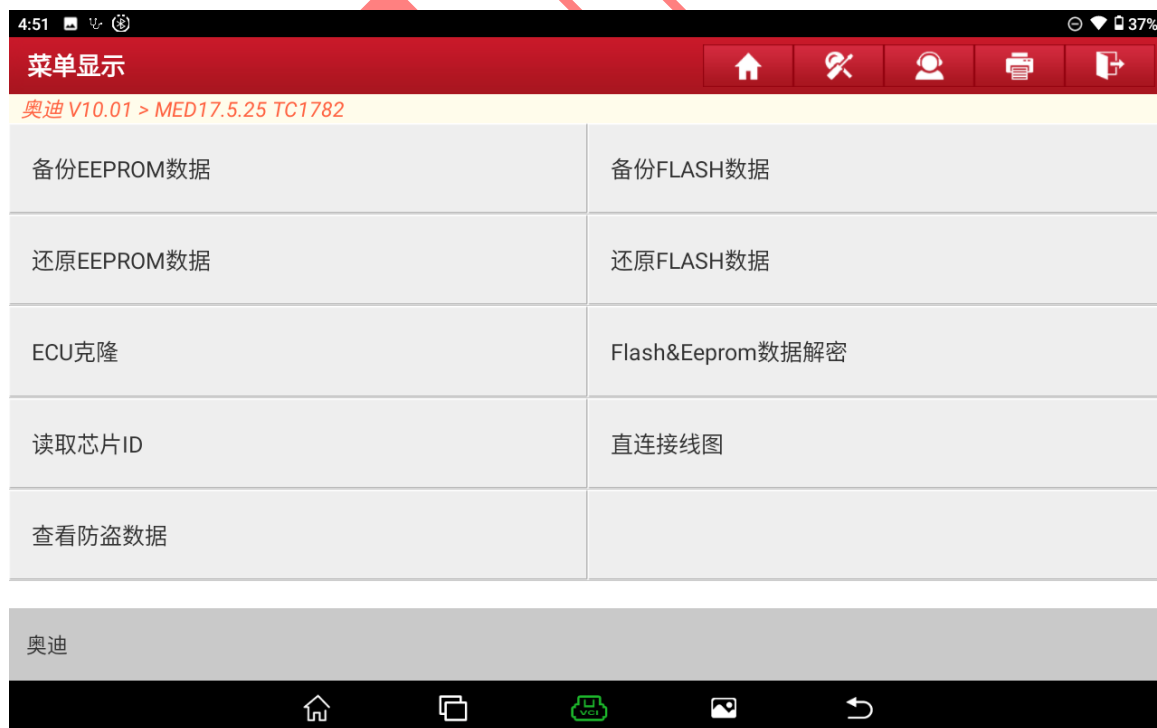 4:51
37%
菜单显示
奥迪 V10.01 > MED17.5.25 TC1782
备份EEPROM数据
备份FLASH数据
还原EEPROM数据
还原FLASH数据
ECU克隆
Flash&Eeprom数据解密
读取芯片ID
直连接线图
查看防盗数据
奥迪
VCI